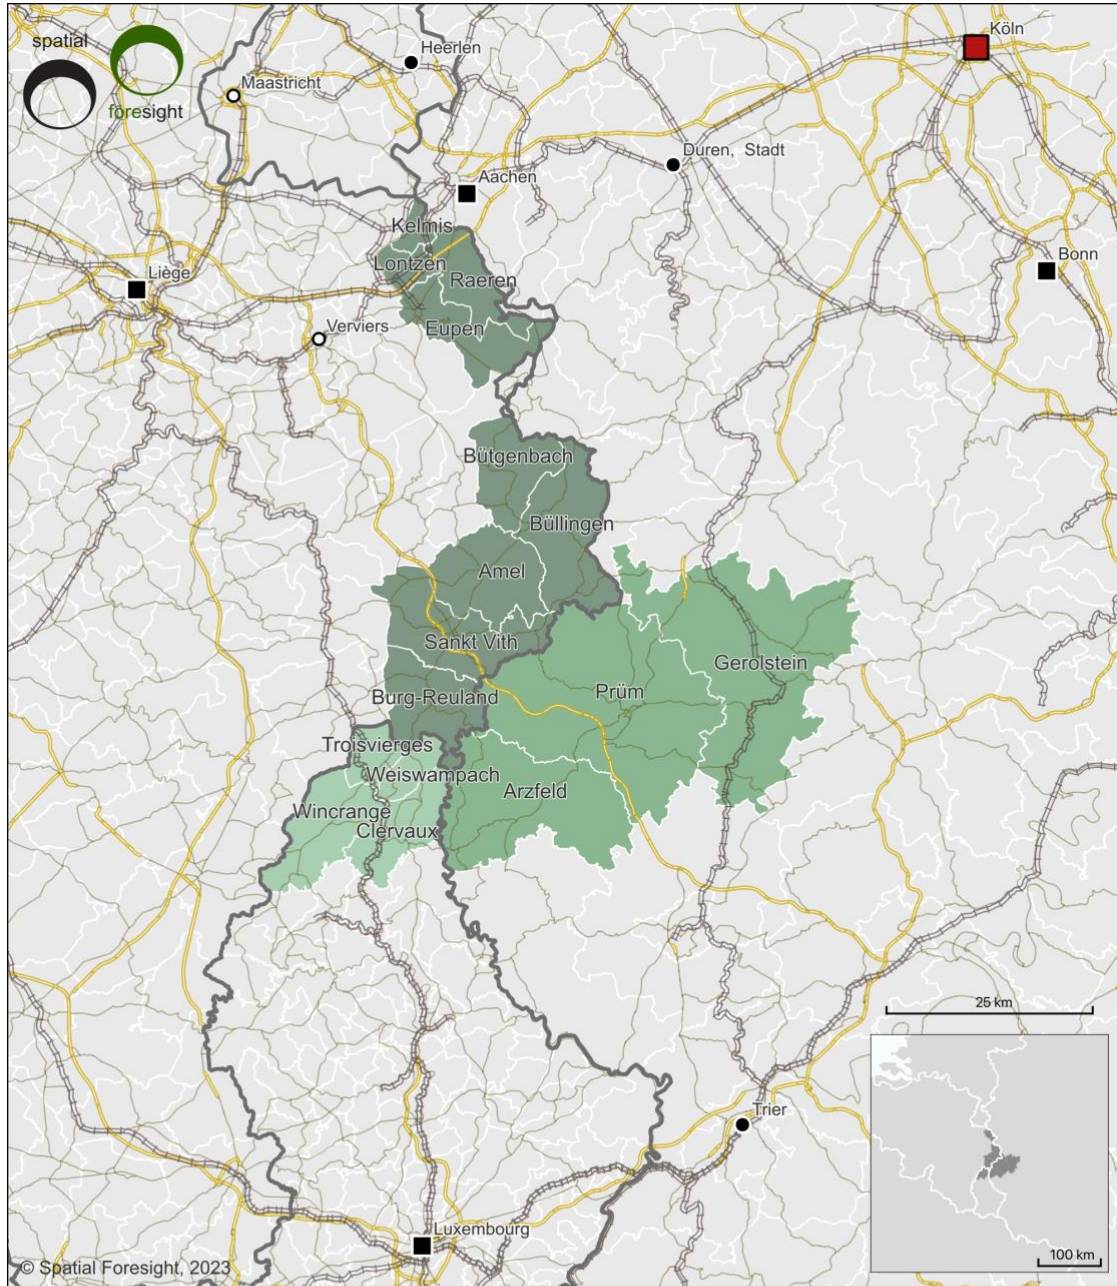 spatial
foresight
Heerlen
Köln
Maastricht
Düren, Stadt
Aachen
Kelmis
Lontzen
Raeren
Liège
Bonn
Verviers
Eupen
Bütgenbach
Büllingen
Amel
Sankt Vith
Gerolstein
Prüm
Burg-Reuland
Troisvierges
Weiswampach
Arzfeld
Wincrange
Clervaux
25 km
Trier
Luxembourg
100 km
© Spatial Foresight, 2023